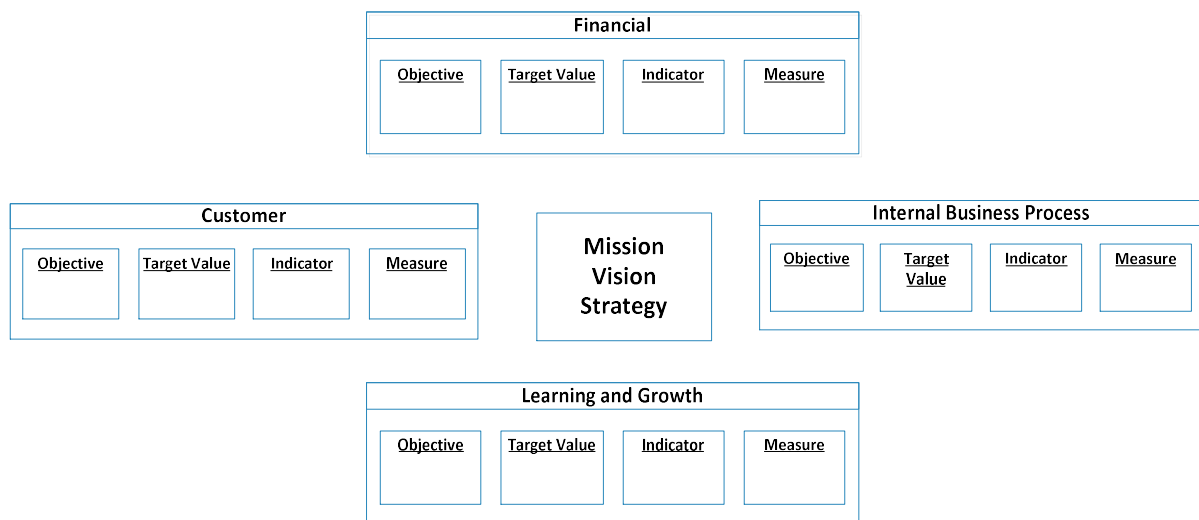 Financial
Objective
Target Value
Indicator
Measure
Customer
Objective
Target Value
Indicator
Measure
Mission
Vision
Strategy
Internal Business Process
Objective
Target
Value
Indicator
Measure
Learning and Growth
Objective
Target Value
Indicator
Measure